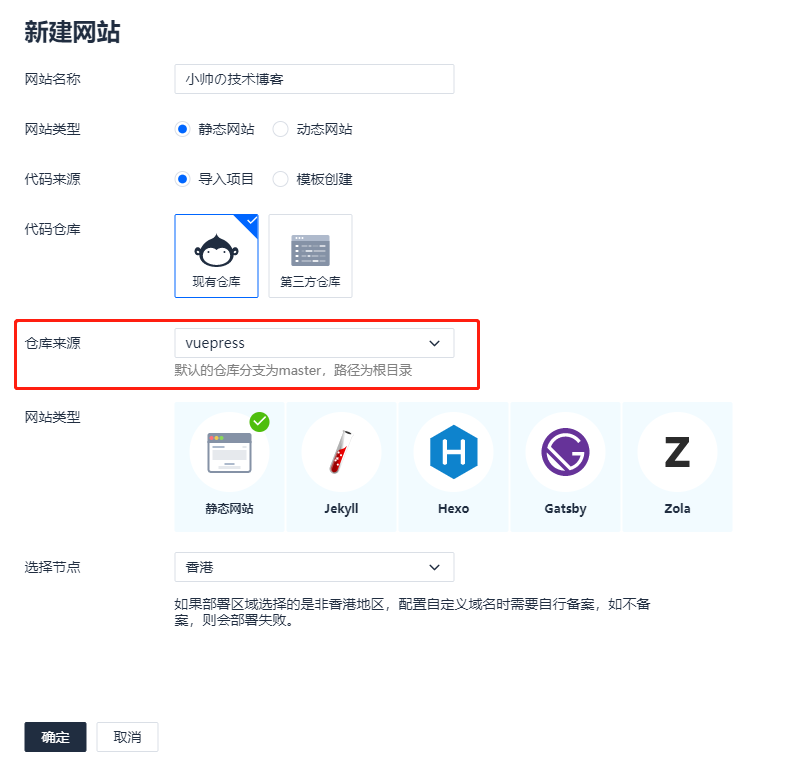 新建网站
网站名称
小帅の技术博客
网站类型
静态网站
动态网站
代码来源
导入项目
模板创建
代码仓库
现有仓库
第三方仓库
仓库来源
vuepress
默认的仓库分支为master，路径为根目录
网站类型
静态网站
Jekyll
Hexo
Gatsby
Z
Zola
选择节点
香港
如果部署区域选择的是非香港地区，配置自定义域名时需要自行备案，如不备
案，则会部署失败。
确定
取消